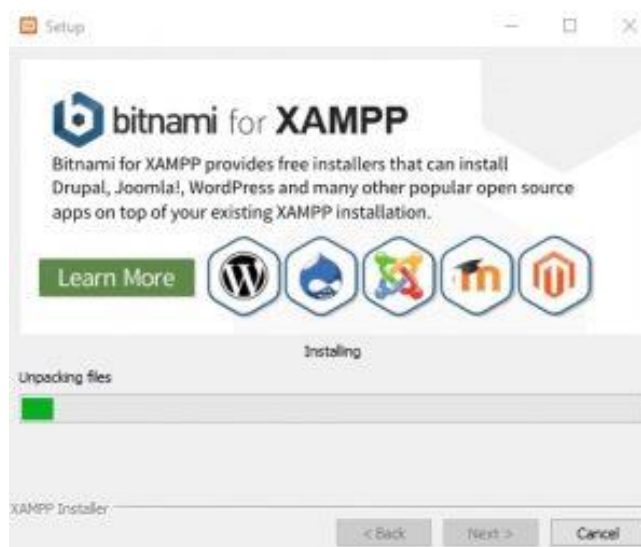 Setup
bitnami for XAMPP
Bitnami for XAMPP provides free installers that can install
Drupal, Joomla!, WordPress and many other popular open source
apps on top of your existing XAMPP installation.
Learn More
Installing
Unpacking files
XAMPP Installer
< Back Next > Cancel